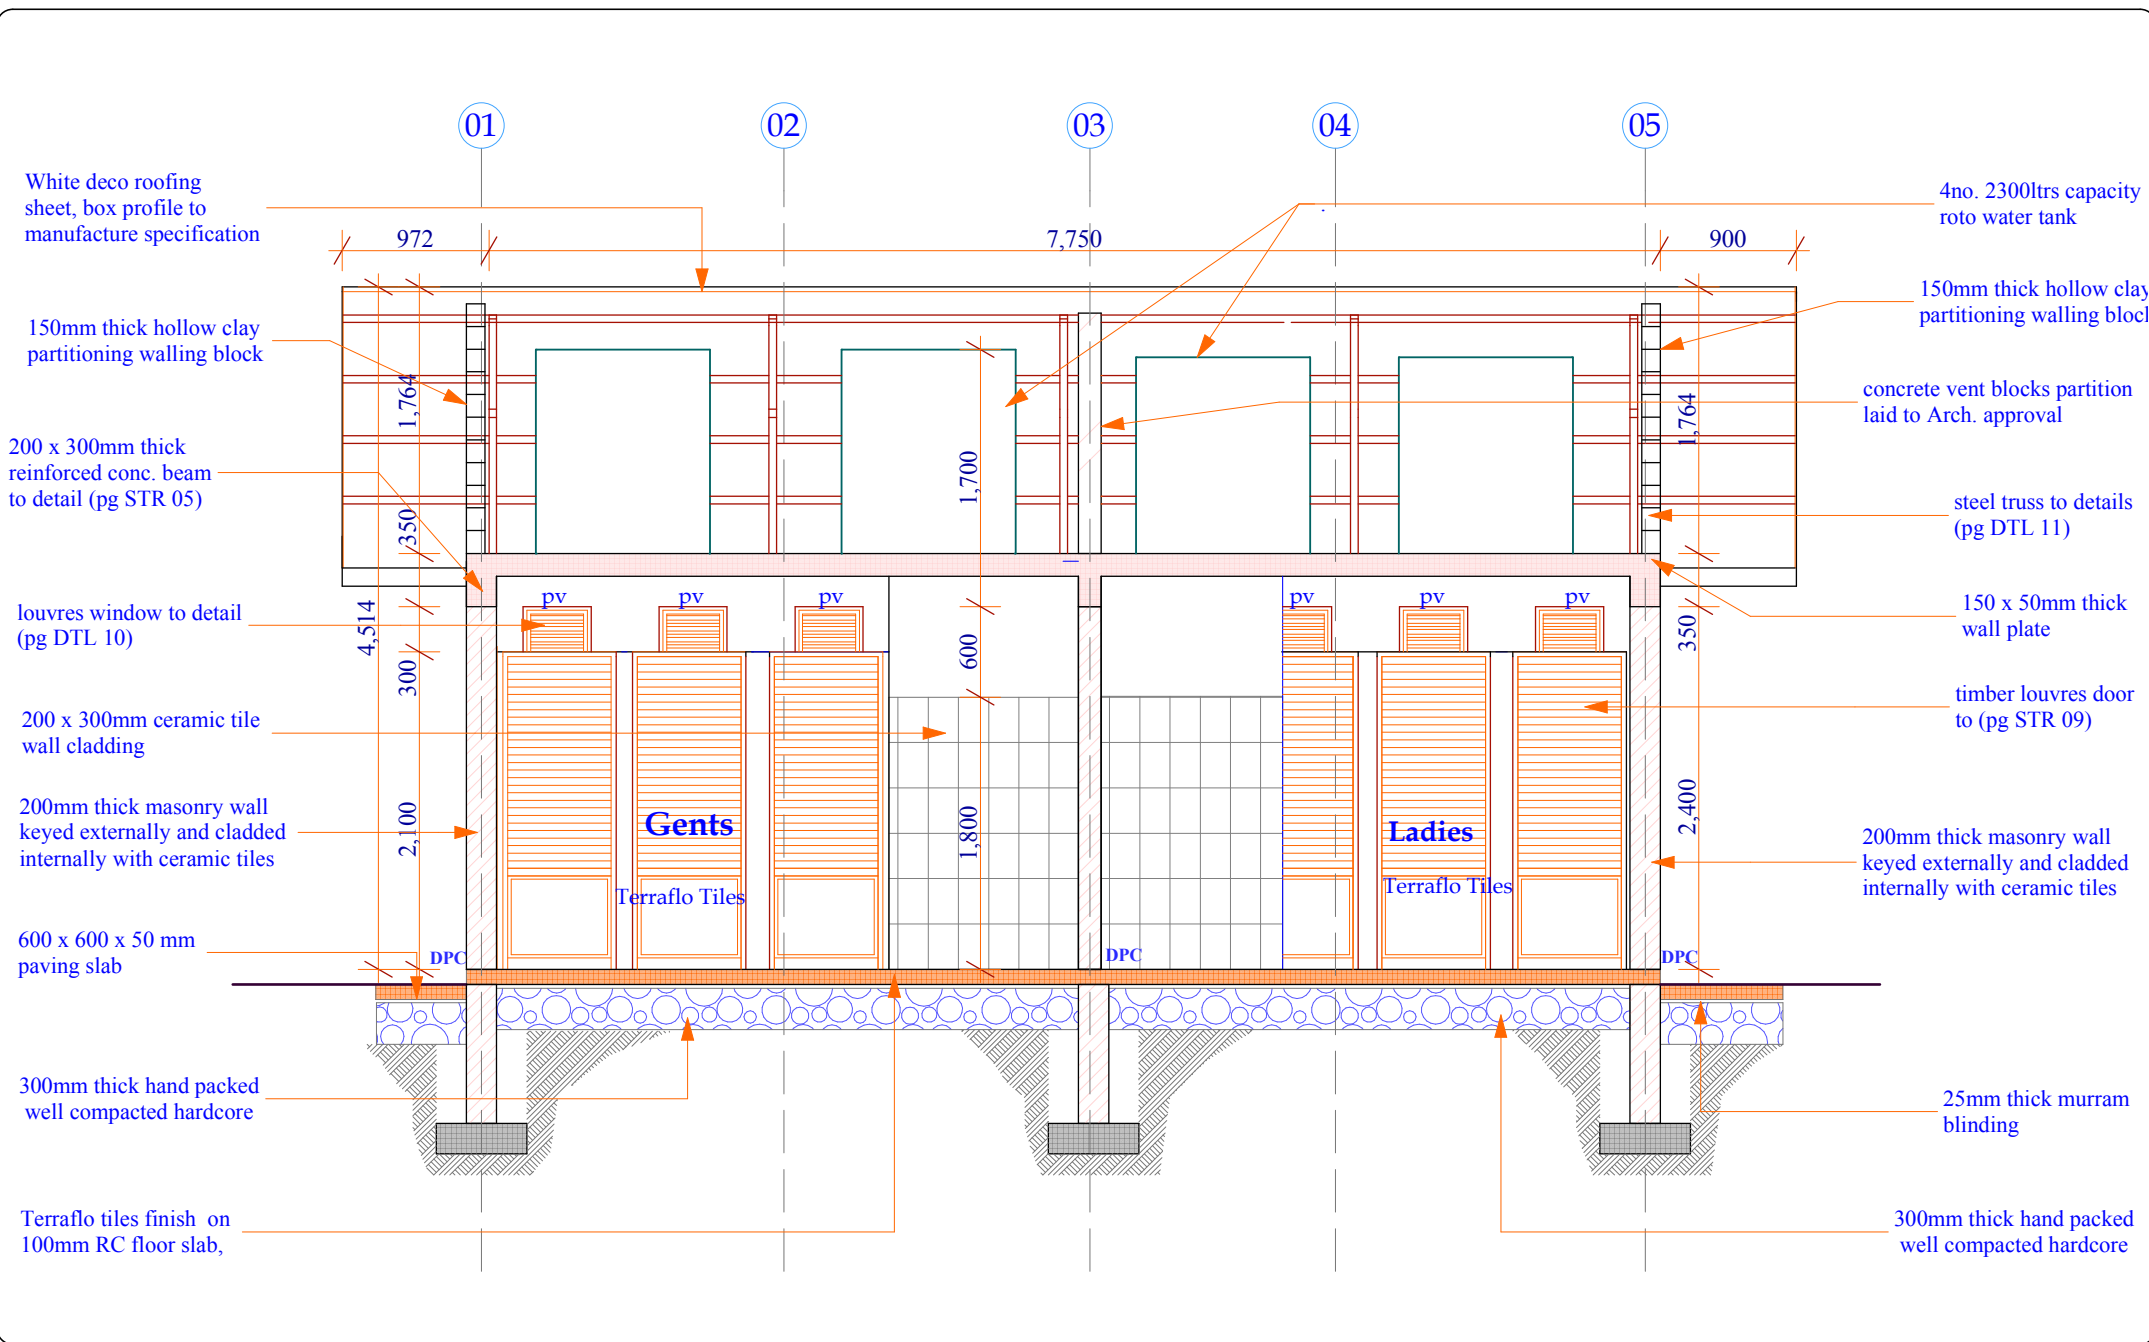 01
02
03
04
05
White deco roofing
sheet, box profile to
manufacture specification
4no. 2300ltrs capacity
roto water tank
972
7,750
900
150mm thick hollow clay
partitioning walling block
150mm thick hollow clay
partitioning walling block
1,764
1,764
concrete vent blocks partition
laid to Arch. approval
200 x 300mm thick
reinforced conc. beam
to detail (pg STR 05)
1,700
steel truss to details
(pg DTL 11)
350
pv
pv
pv
pv
pv
pv
louvres window to detail
(pg DTL 10)
4,514
150 x 50mm thick
wall plate
350
300
600
timber louvres door
to (pg STR 09)
200 x 300mm ceramic tile
wall cladding
200mm thick masonry wall
keyed externally and cladded
internally with ceramic tiles
2,100
Gents
1,800
Ladies
2,400
200mm thick masonry wall
keyed externally and cladded
internally with ceramic tiles
Terraflo Tiles
Terraflo Tiles
600 x 600 x 50 mm
paving slab
DPC
DPC
DPC
300mm thick hand packed
well compacted hardcore
25mm thick murram
blinding
Terraflo tiles finish on
100mm RC floor slab,
300mm thick hand packed
well compacted hardcore